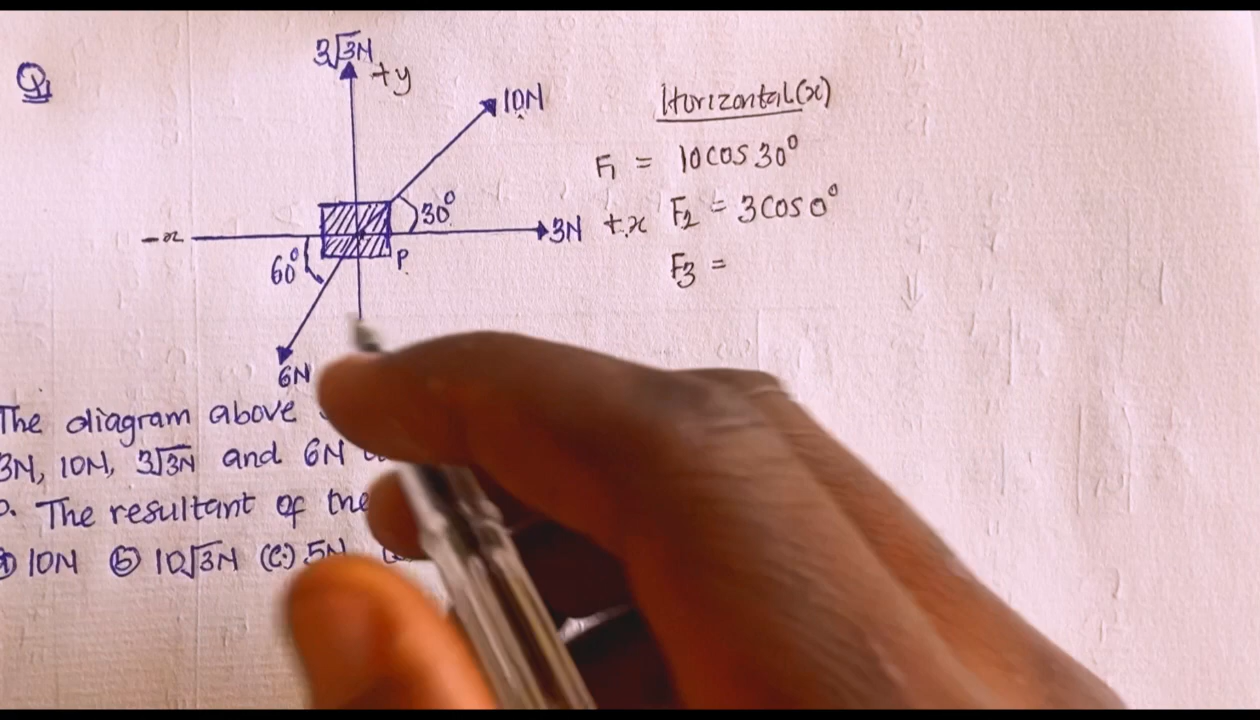 Q1
3√3N
+y
10N
30°
3N +x
-x
60°
P
6N
Horizontal(x)
F1 = 10cos30°
F2 = 3cos0°
F3 =
The diagram above
3N, 10N, 3√3N and 6N
P. The resultant of the
10N (b) 10√3N (c.) 5N